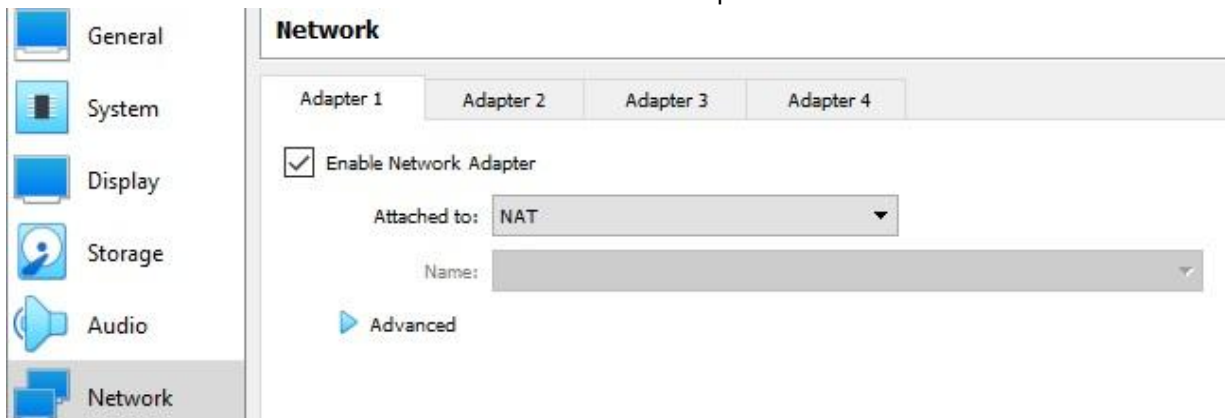 General
System
Display
Storage
Audio
Network
Network
Adapter 1 Adapter 2 Adapter 3 Adapter 4
Enable Network Adapter
Attached to: NAT
Name:
Advanced